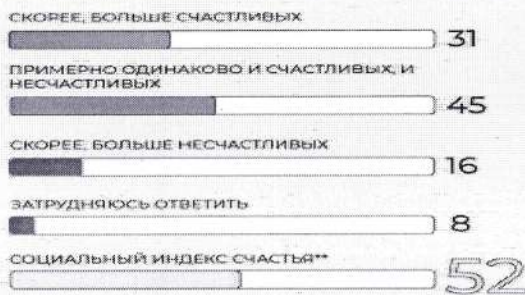 СКОРЕЕ, БОЛЬШЕ СЧАСТЛИВЫХ
31
ПРИМЕРНО ОДИНАКОВО И СЧАСТЛИВЫХ, И
НЕСЧАСТЛИВЫХ
45
СКОРЕЕ, БОЛЬШЕ НЕСЧАСТЛИВЫХ
16
ЗАТРУДНЯЮСЬ ОТВЕТИТЬ
8
СОЦИАЛЬНЫЙ ИНДЕКС СЧАСТЬЯ**
52